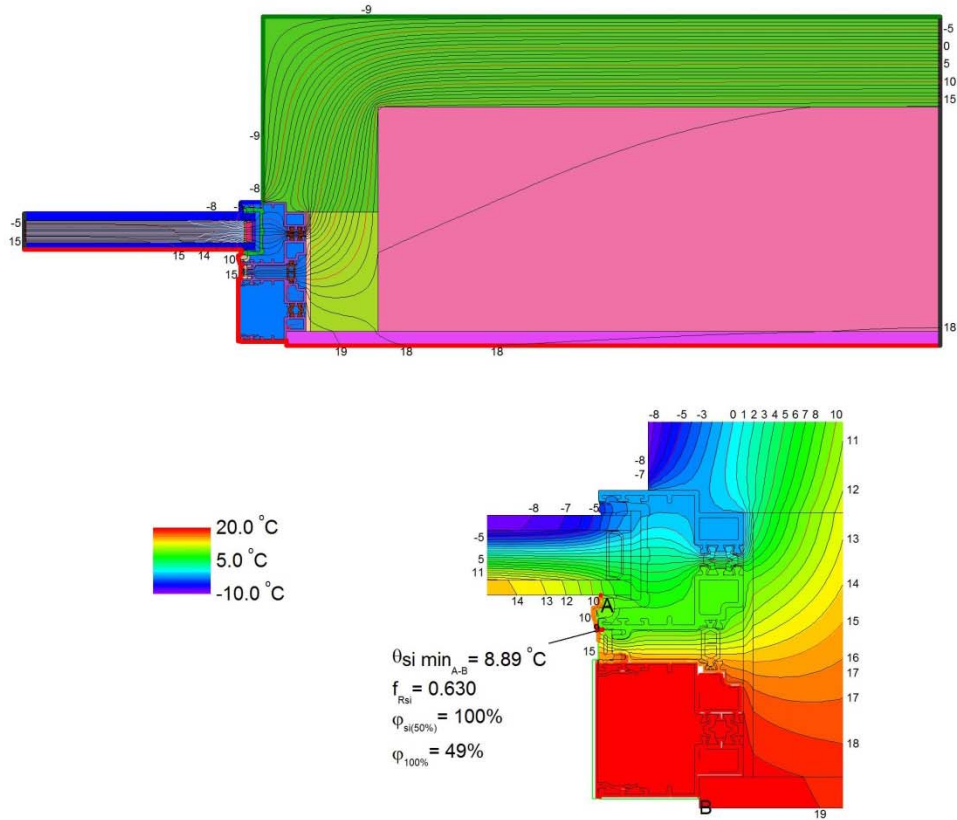 -9
-5
0
5
10
15
-9
-8
-8
-5
15
15 14 10
15
18
19 18 18
-8 -5 -3 0 1 2 3 4 5 6 7 8 10
11
-8
-7
12
-8 -7 -5
20.0 °C
5.0 °C
-10.0 °C
-5
13
5
11
14
14 13 12 10 A
10
15
15
θsi min A-B = 8.89 °C
16
17
fRsi = 0.630
17
φsi(50%) = 100%
18
φ100% = 49%
B
19